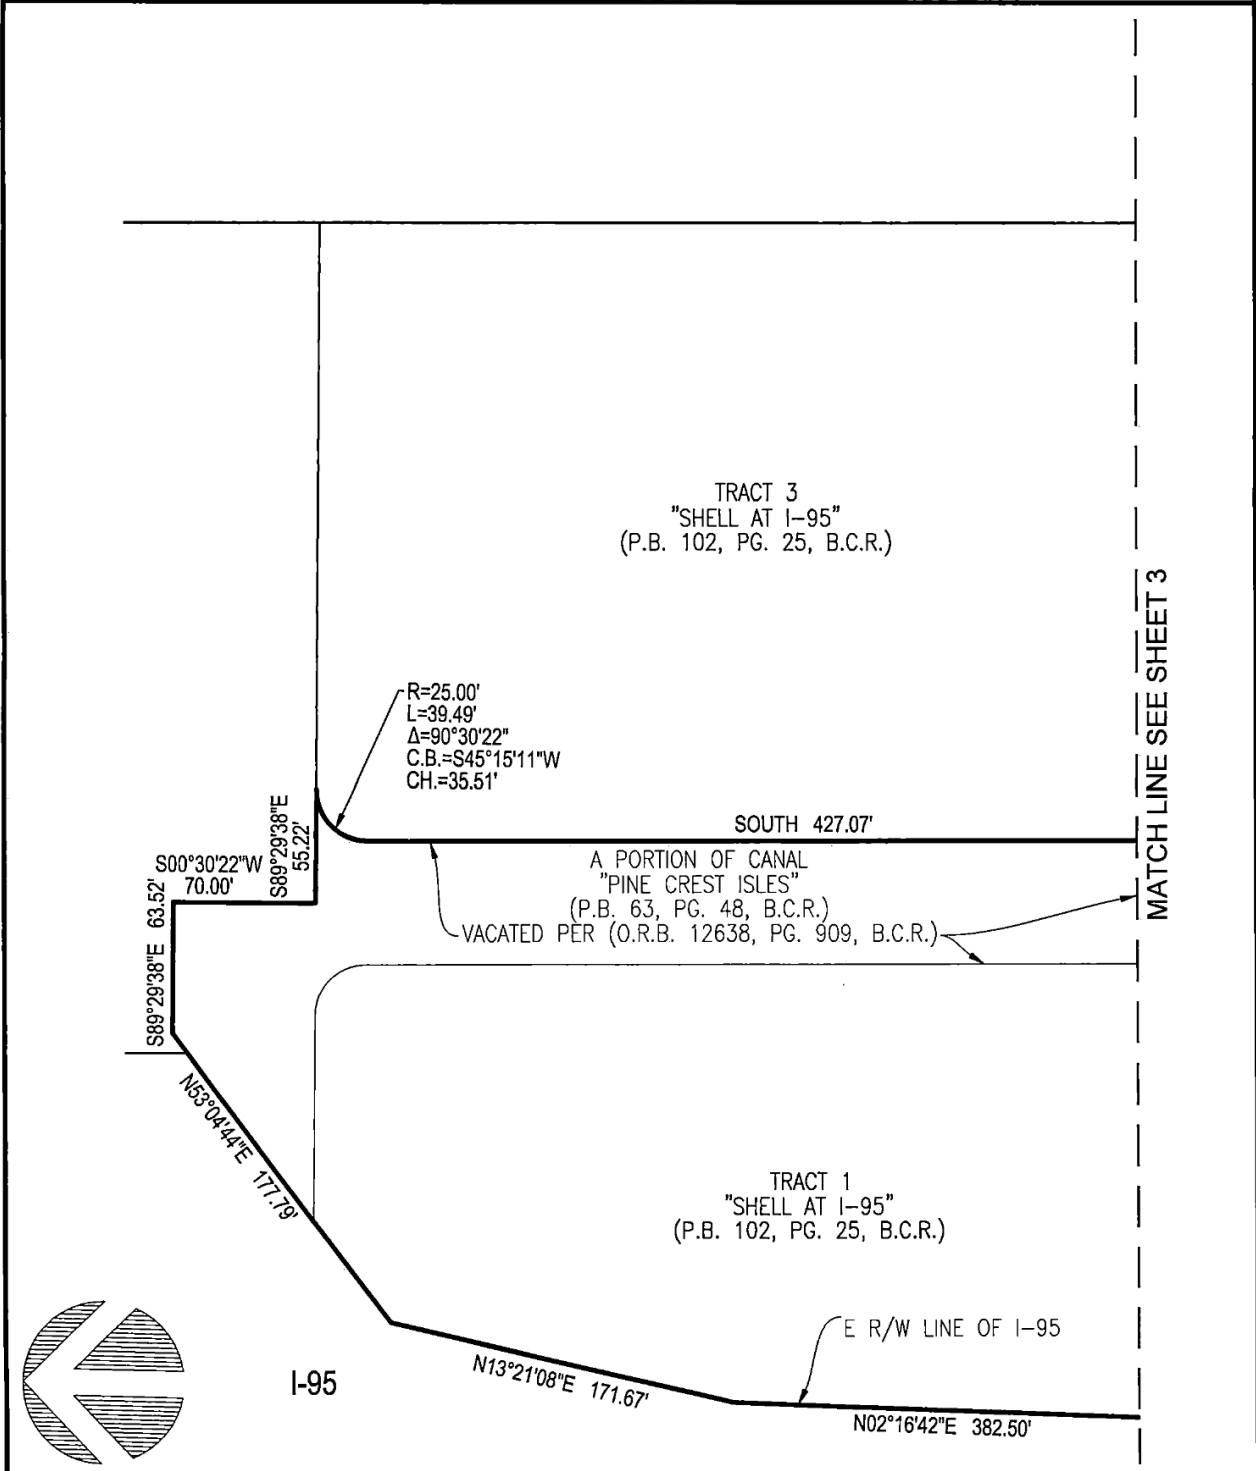 TRACT 3
"SHELL AT I-95"
(P.B. 102, PG. 25, B.C.R.)
MATCH LINE SEE SHEET 3
R=25.00'
L=39.49'
Δ=90°30'22"
C.B.=S45°15'11"W
CH.=35.51'
SOUTH 427.07'
S89°29'38"E
55.22'
S00°30'22"W
70.00'
S89°29'38"E 63.52'
A PORTION OF CANAL
"PINE CREST ISLES"
(P.B. 63, PG. 48, B.C.R.)
VACATED PER (O.R.B. 12638, PG. 909, B.C.R.)
N53°04'44"E 177.79'
TRACT 1
"SHELL AT I-95"
(P.B. 102, PG. 25, B.C.R.)
E R/W LINE OF I-95
I-95
N13°21'08"E 171.67'
N02°16'42"E 382.50'